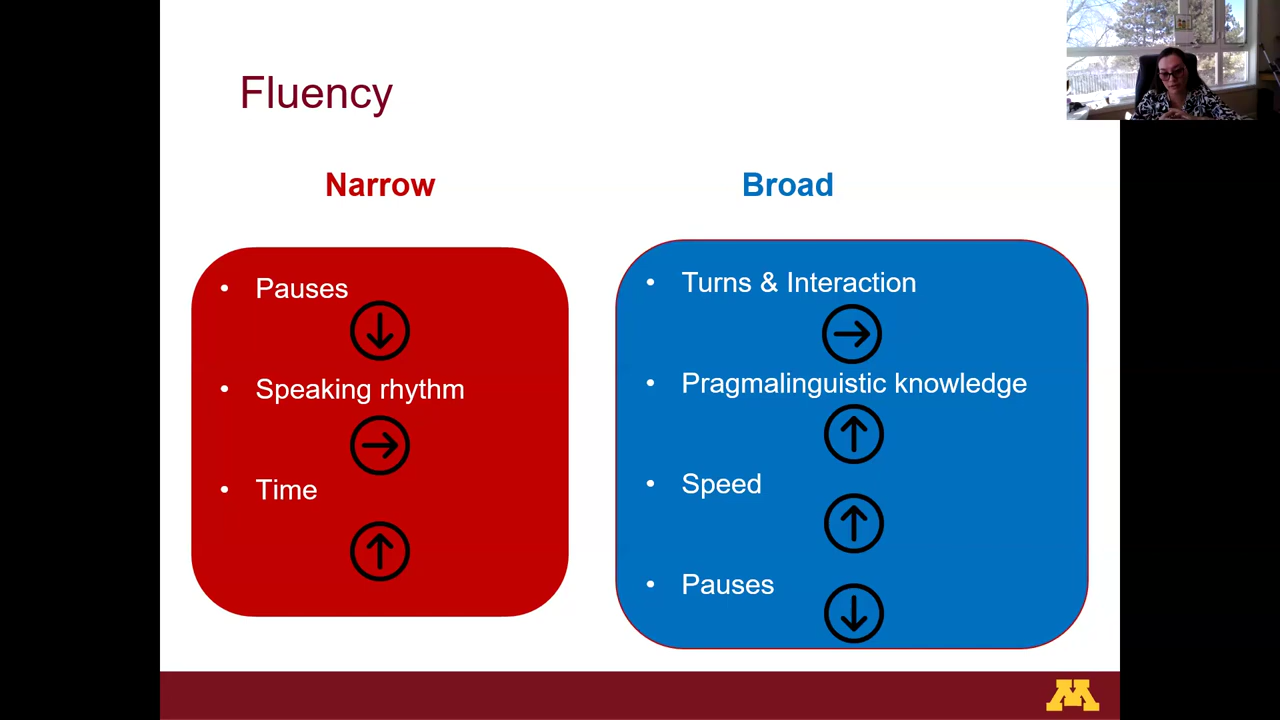 Fluency
Narrow
Broad
• Pauses
• Speaking rhythm
• Time
• Turns & Interaction
• Pragmalinguistic knowledge
• Speed
• Pauses
M